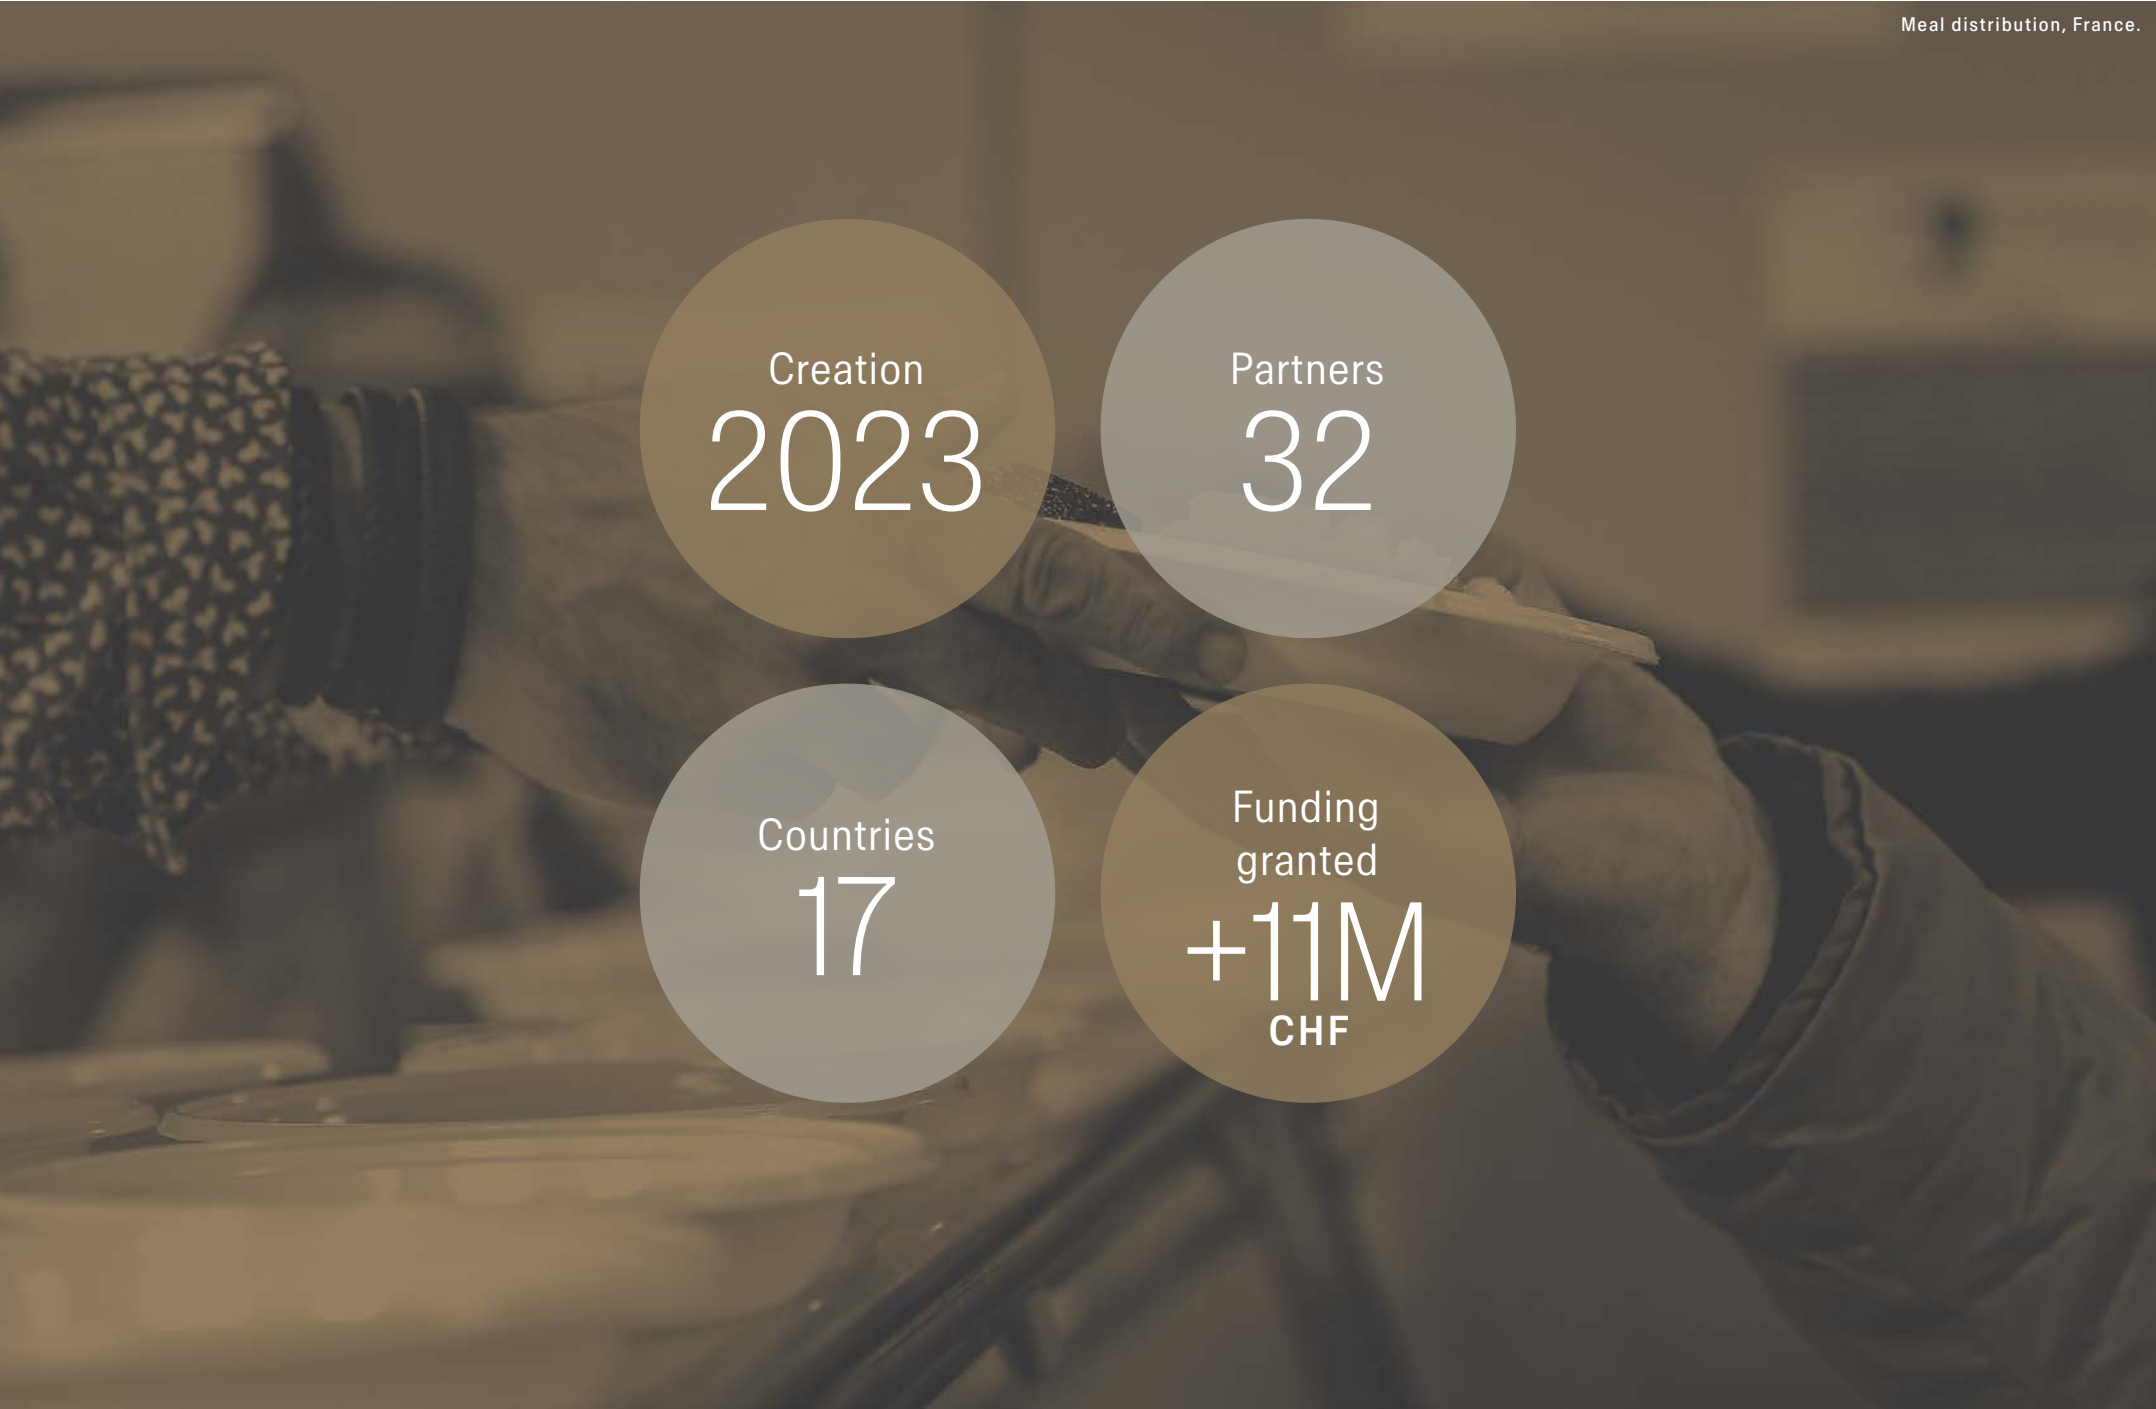 Meal distribution, France.
Creation
2023
Partners
32
Countries
17
Funding
granted
+11M
CHF